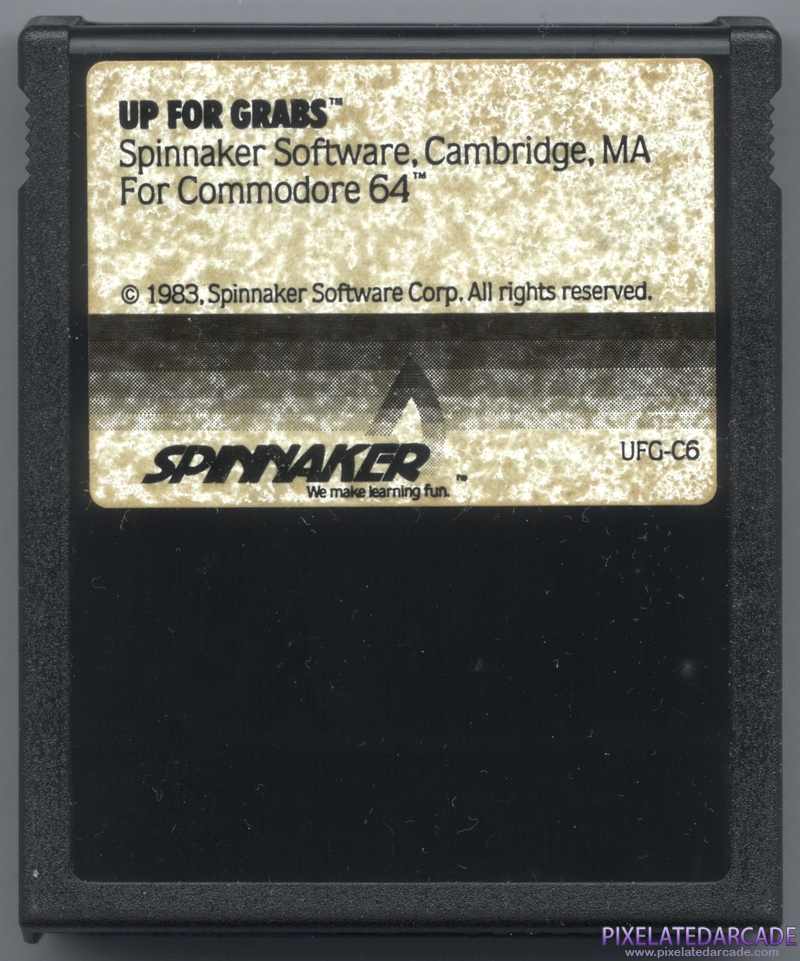 UP FOR GRABS™
Spinnaker Software, Cambridge, MA
For Commodore 64™
© 1983, Spinnaker Software Corp. All rights reserved.
SPINNAKER™
UFG-C6
We make learning fun.
PIXELATEDARCADE
www.pixelatedarcade.com